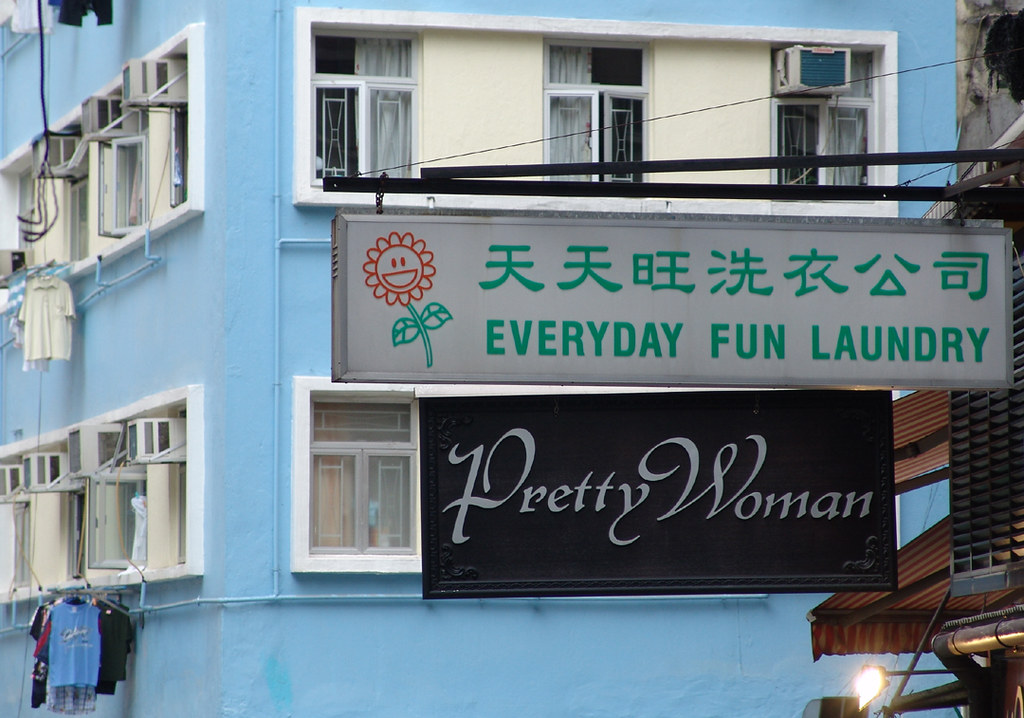 天天旺洗衣公司
EVERYDAY FUN LAUNDRY
Pretty Woman